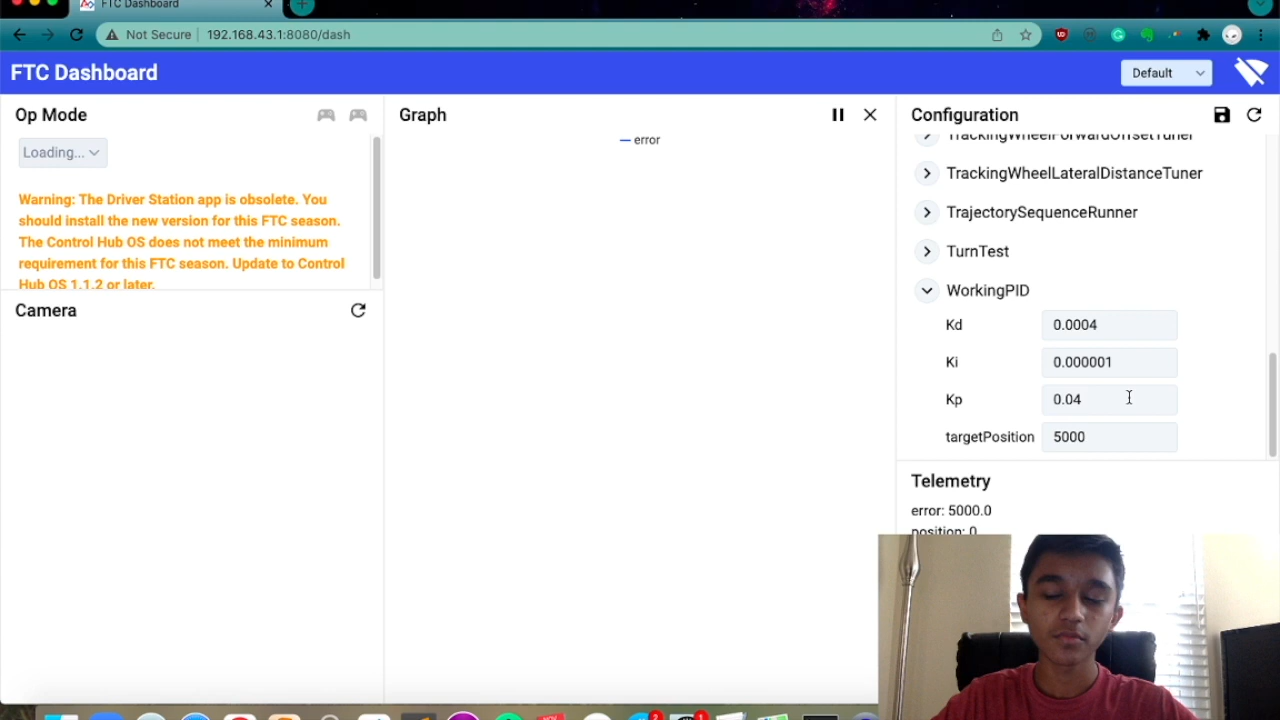 FTC Dashboard
Not Secure
192.168.43.1:8080/dash
FTC Dashboard
Default
Op Mode
Loading...
Warning: The Driver Station app is obsolete. You
should install the new version for this FTC season.
The Control Hub OS does not meet the minimum
requirement for this FTC season. Update to Control
Hub OS 1.1.2 or later.
Camera
Graph
error
Configuration
TrackingWheelForwardOffsetTuner
TrackingWheelLateralDistanceTuner
TrajectorySequenceRunner
TurnTest
WorkingPID
Kd 0.0004
Ki 0.000001
Kp 0.04
targetPosition 5000
Telemetry
error: 5000.0
position: 0